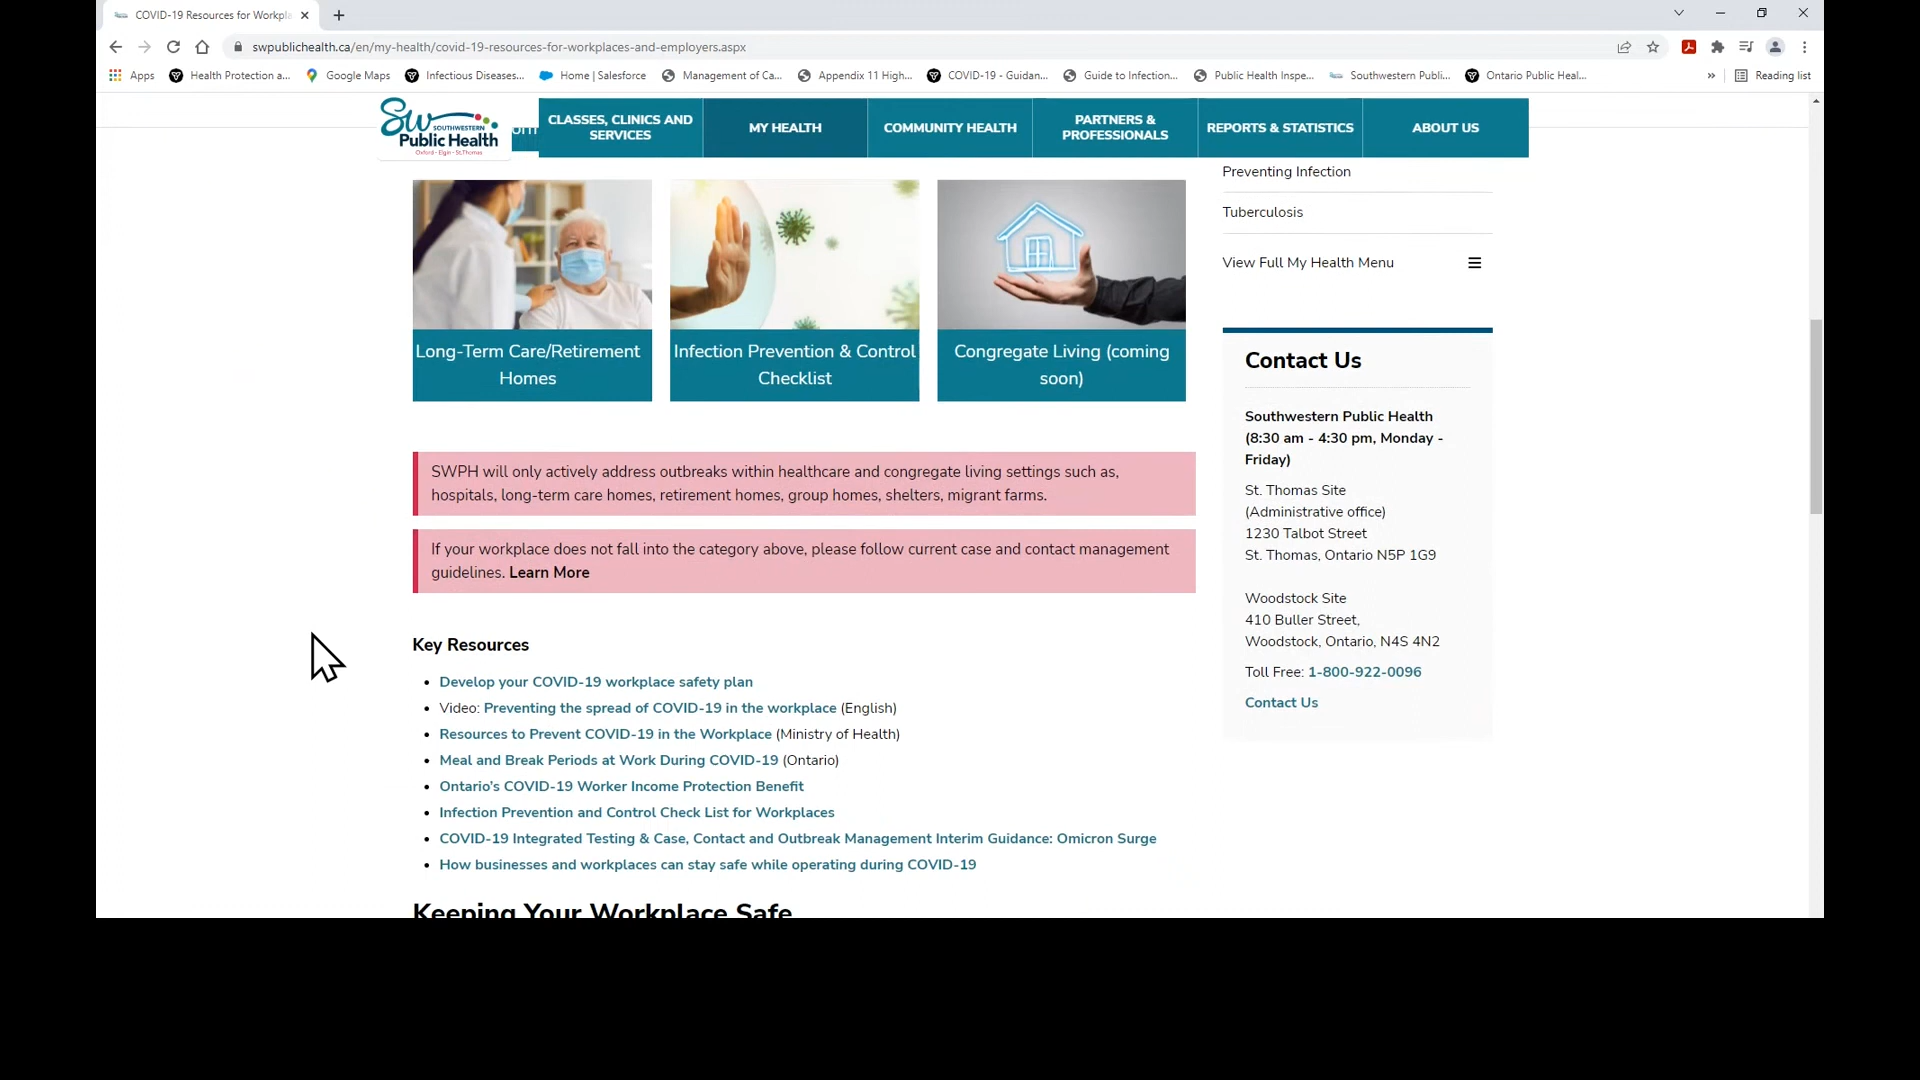 COVID-19 Resources for Workpla
swpublichealth.ca/en/my-health/covid-19-resources-for-workplaces-and-employers.aspx
Apps
Health Protection a...
Google Maps
Infectious Diseases...
Home | Salesforce
Management of Ca...
Appendix 11 High...
COVID-19 - Guidan...
Guide to Infection...
Public Health Inspe...
Southwestern Publi...
Ontario Public Heal...
»
Reading list
SW
SOUTHWESTERN
Public Health
Oxford • Elgin • St.Thomas
CLASSES, CLINICS AND
SERVICES
MY HEALTH
COMMUNITY HEALTH
PARTNERS &
PROFESSIONALS
REPORTS & STATISTICS
ABOUT US
Long-Term Care/Retirement
Homes
Infection Prevention & Control
Checklist
Congregate Living (coming
soon)
SWPH will only actively address outbreaks within healthcare and congregate living settings such as,
hospitals, long-term care homes, retirement homes, group homes, shelters, migrant farms.
If your workplace does not fall into the category above, please follow current case and contact management
guidelines. Learn More
Key Resources
• Develop your COVID-19 workplace safety plan
• Video: Preventing the spread of COVID-19 in the workplace (English)
• Resources to Prevent COVID-19 in the Workplace (Ministry of Health)
• Meal and Break Periods at Work During COVID-19 (Ontario)
• Ontario's COVID-19 Worker Income Protection Benefit
• Infection Prevention and Control Check List for Workplaces
• COVID-19 Integrated Testing & Case, Contact and Outbreak Management Interim Guidance: Omicron Surge
• How businesses and workplaces can stay safe while operating during COVID-19
Keeping Your Workplace Safe
Preventing Infection
Tuberculosis
View Full My Health Menu
Contact Us
Southwestern Public Health
(8:30 am - 4:30 pm, Monday -
Friday)
St. Thomas Site
(Administrative office)
1230 Talbot Street
St. Thomas, Ontario N5P 1G9
Woodstock Site
410 Buller Street,
Woodstock, Ontario, N4S 4N2
Toll Free: 1-800-922-0096
Contact Us